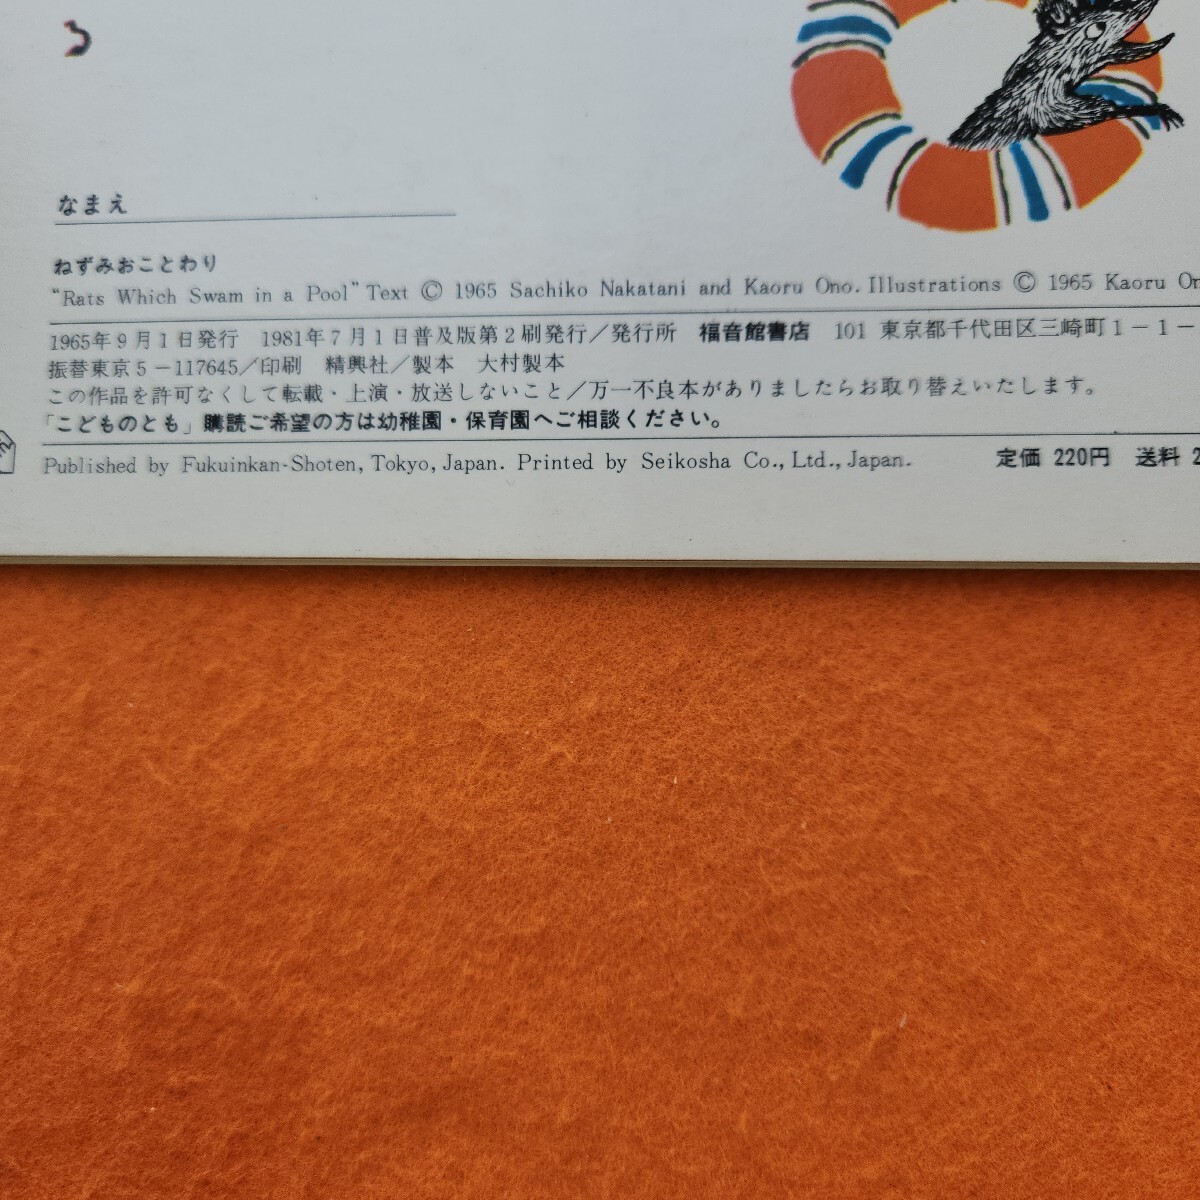 なまえ
ねずみおことわり
"Rats Which Swam in a Pool" Text © 1965 Sachiko Nakatani and Kaoru Ono. Illustrations © 1965 Kaoru
1965年9月1日発行 1981年7月1日普及版第2刷発行／発行所 福音館書店 101 東京都千代田区三崎町1－1－
振替東京5－117645／印刷 精興社／製本 大村製本
この作品を許可なくして転載・上演・放送しないこと／万一不良本がありましたらお取り替えいたします。
「こどものとも」購読ご希望の方は幼稚園・保育園へご相談ください。
Published by Fukuinkan-Shoten, Tokyo, Japan. Printed by Seikosha Co., Ltd., Japan. 定価 220円 送料